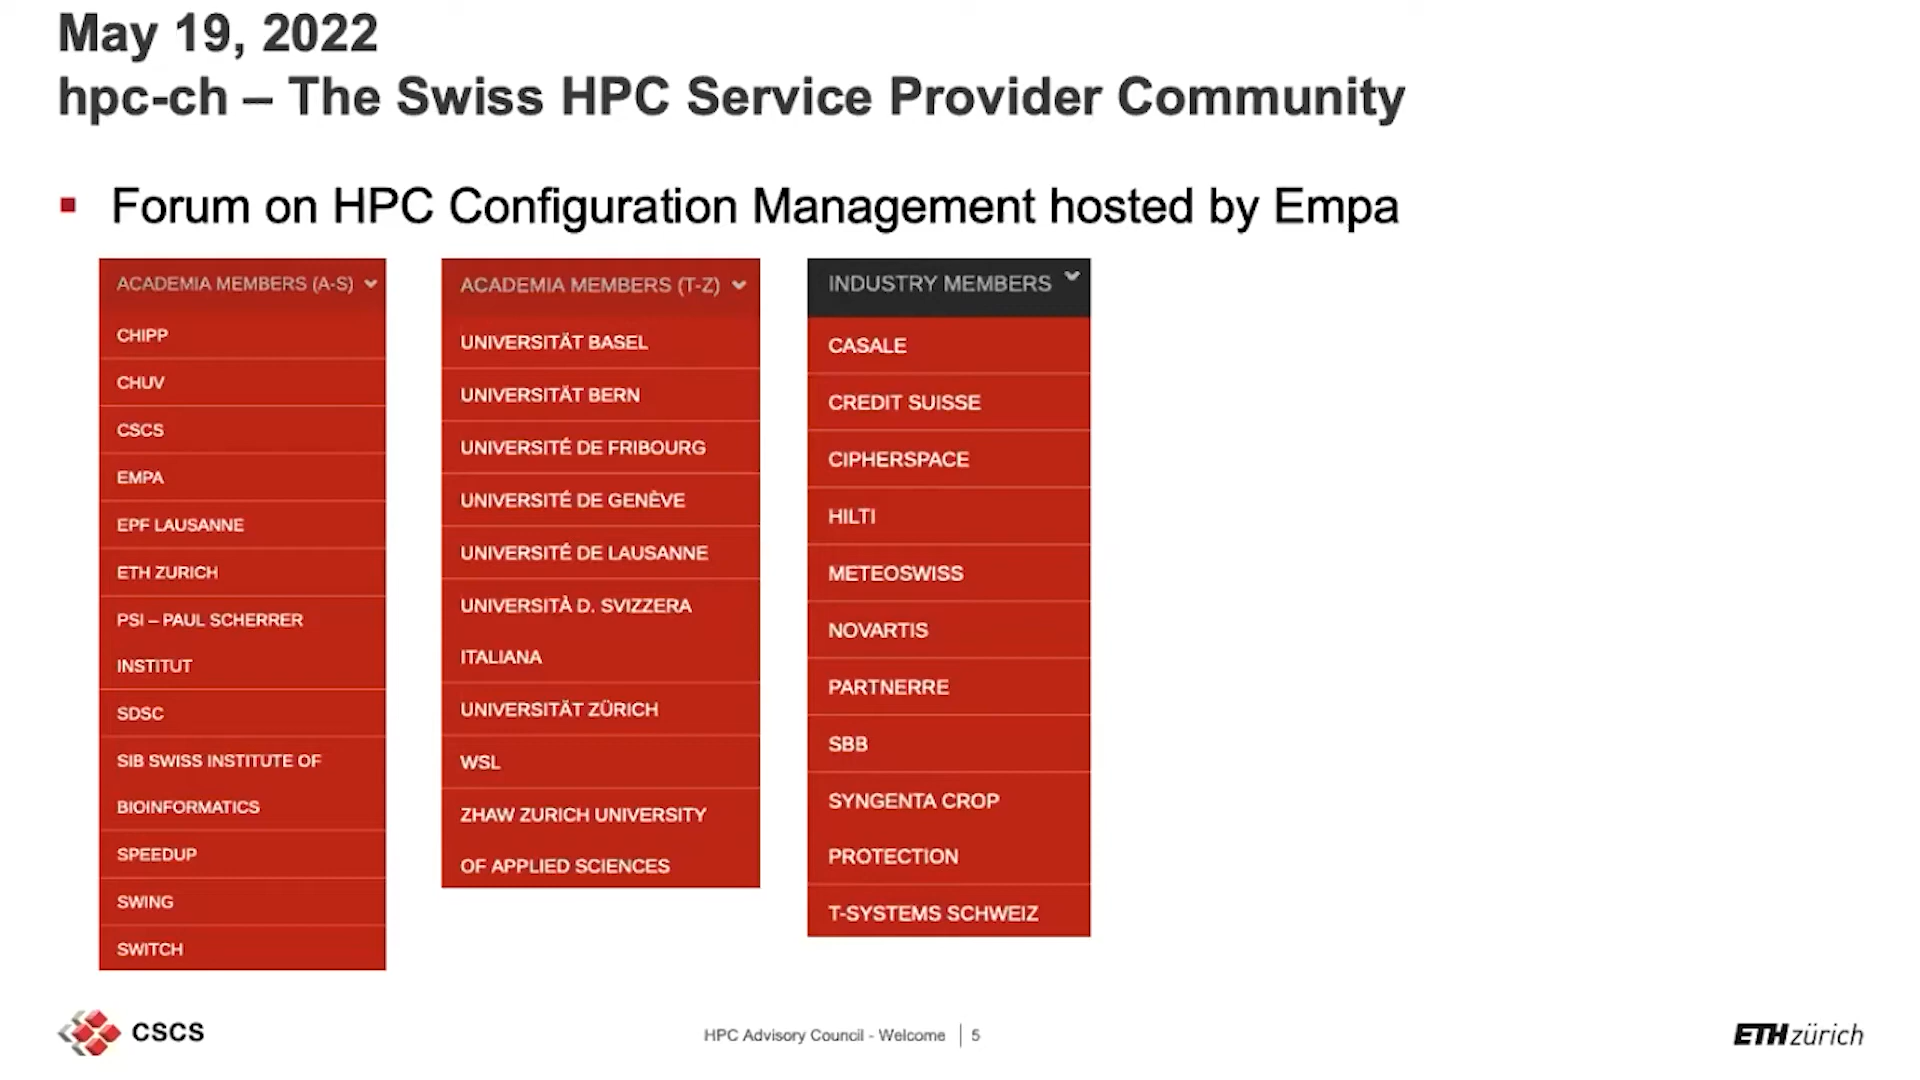 May 19, 2022
hpc-ch – The Swiss HPC Service Provider Community
Forum on HPC Configuration Management hosted by Empa
ACADEMIA MEMBERS (A-S)
CHIPP
CHUV
CSCS
EMPA
EPF LAUSANNE
ETH ZURICH
PSI – PAUL SCHERRER
INSTITUT
SDSC
SIB SWISS INSTITUTE OF
BIOINFORMATICS
SPEEDUP
SWING
SWITCH
ACADEMIA MEMBERS (T-Z)
UNIVERSITÄT BASEL
UNIVERSITÄT BERN
UNIVERSITÉ DE FRIBOURG
UNIVERSITÉ DE GENÈVE
UNIVERSITÉ DE LAUSANNE
UNIVERSITÀ D. SVIZZERA
ITALIANA
UNIVERSITÄT ZÜRICH
WSL
ZHAW ZURICH UNIVERSITY
OF APPLIED SCIENCES
INDUSTRY MEMBERS
CASALE
CREDIT SUISSE
CIPHERSPACE
HILTI
METEOSWISS
NOVARTIS
PARTNERRE
SBB
SYNGENTA CROP
PROTECTION
T-SYSTEMS SCHWEIZ
CSCS
HPC Advisory Council - Welcome | 5
ETH zürich